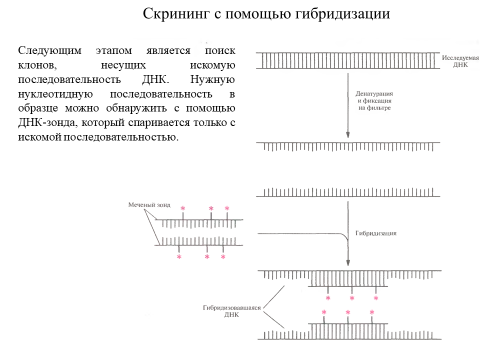 Скрининг с помощью гибридизации
Следующим этапом является поиск
клонов, несущих искомую
последовательность ДНК. Нужную
нуклеотидную последовательность в
образце можно обнаружить с помощью
ДНК-зонда, который спаривается только с
искомой последовательностью.
Исследуемая
ДНК
Денатурация
и фиксация
на фильтре
Меченый зонд
Гибридизация
Гибридизовавшаяся
ДНК